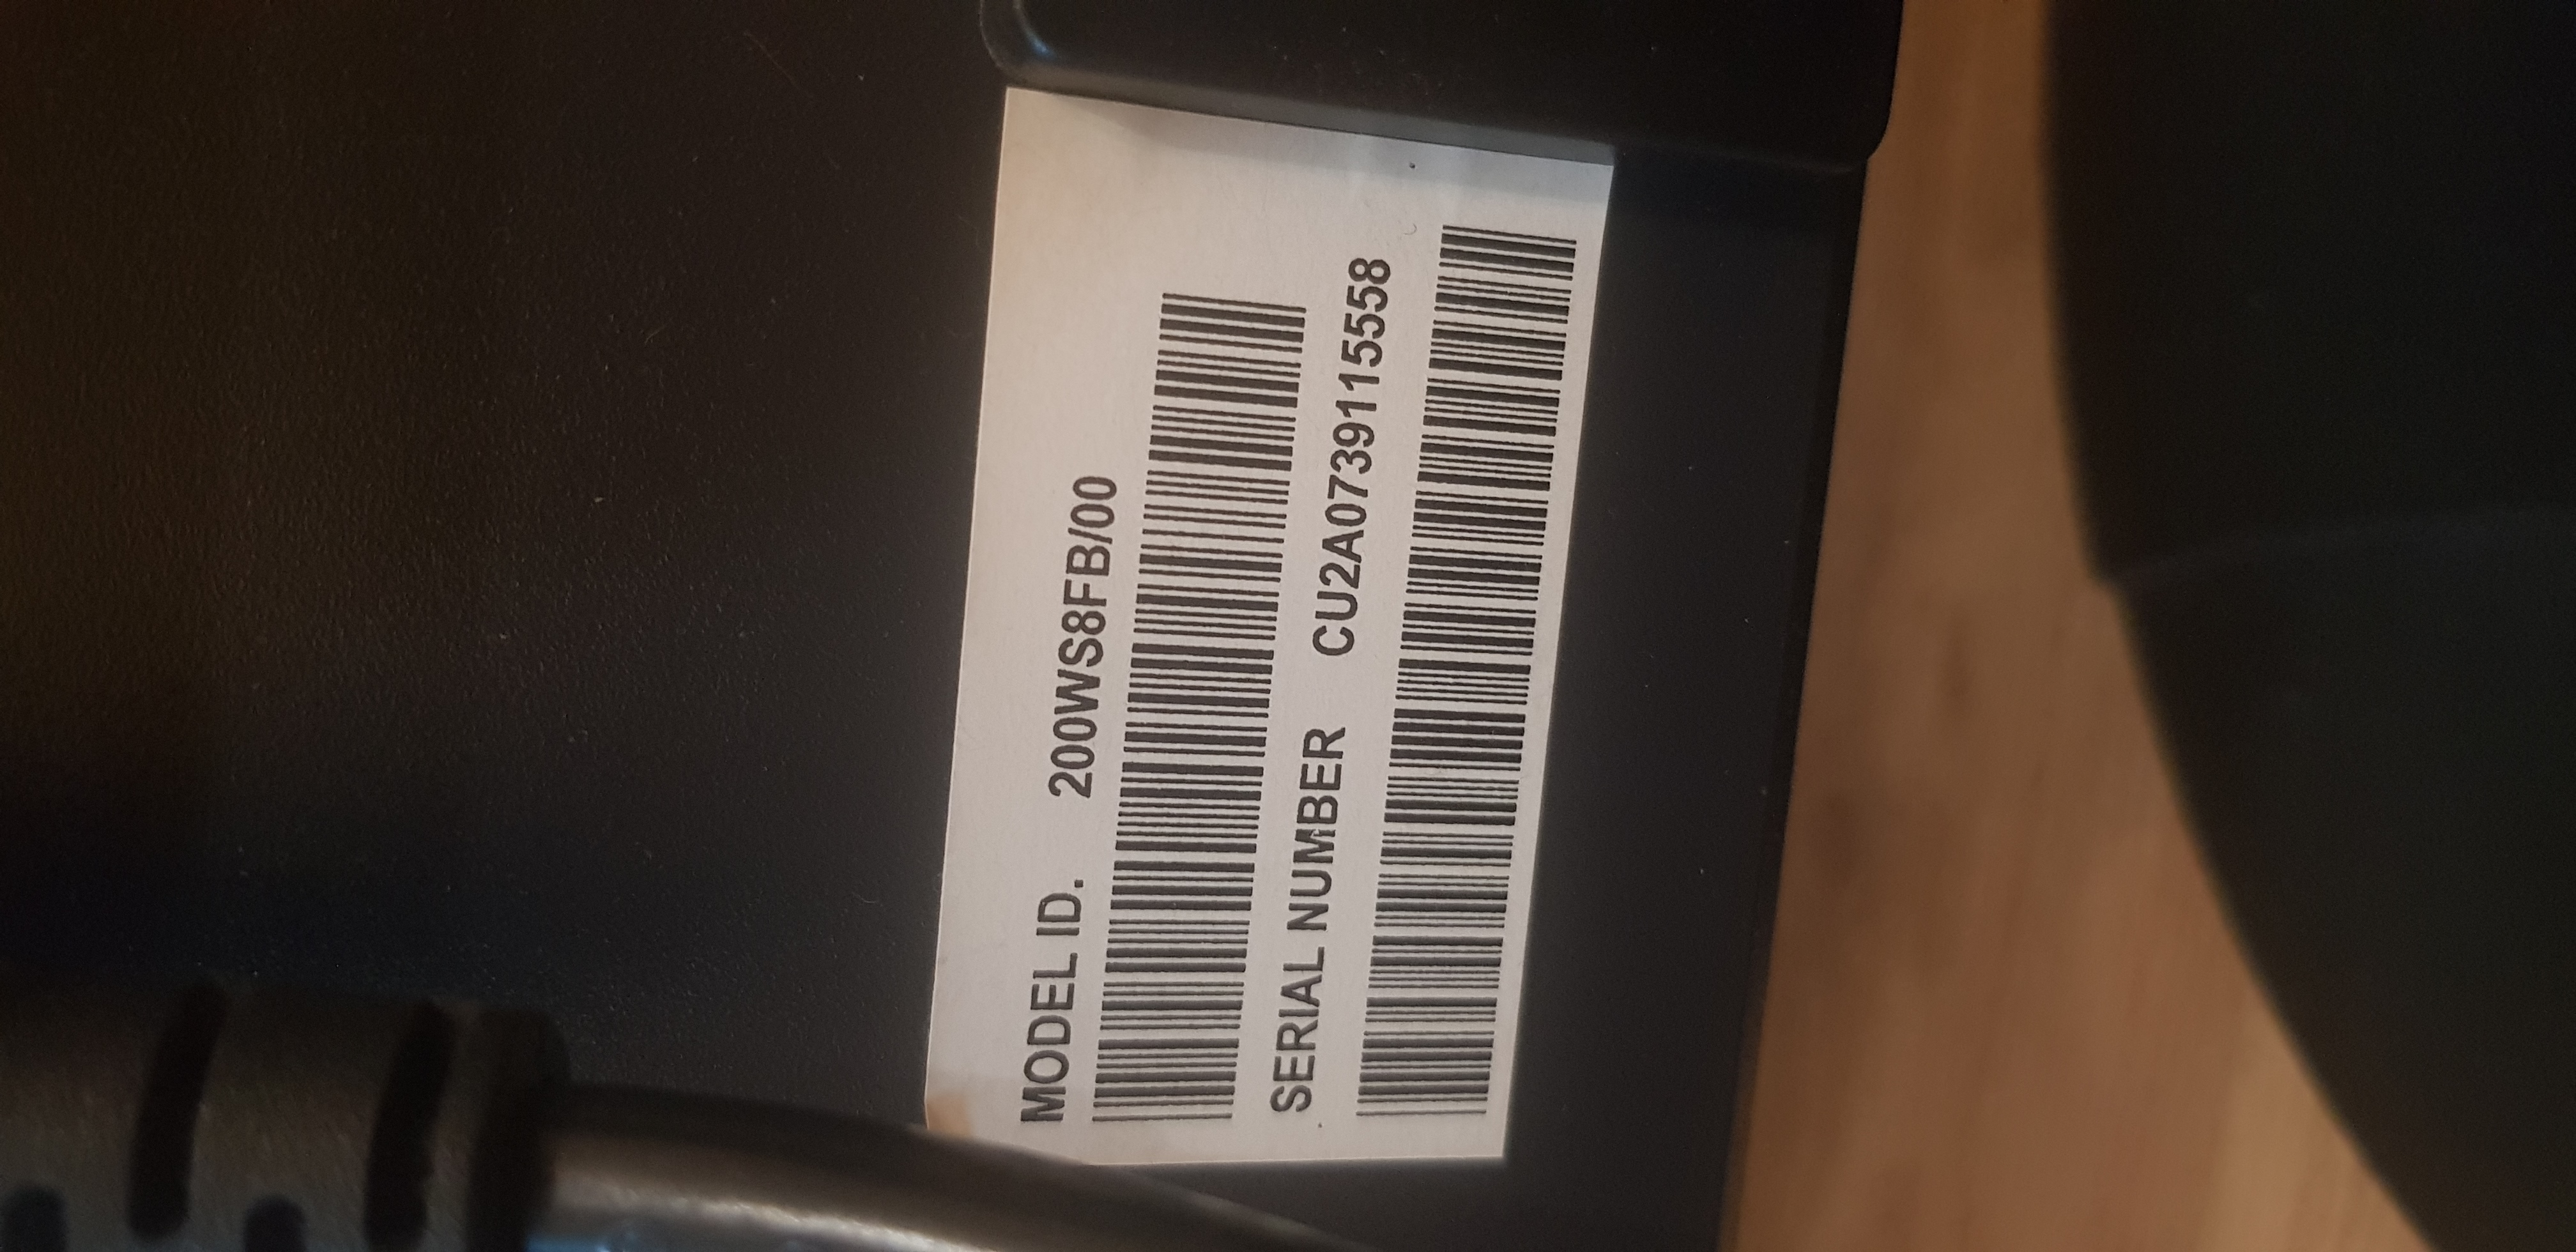 MODEL ID. 200WS8FB/00
SERIAL NUMBER CU2A0739115558